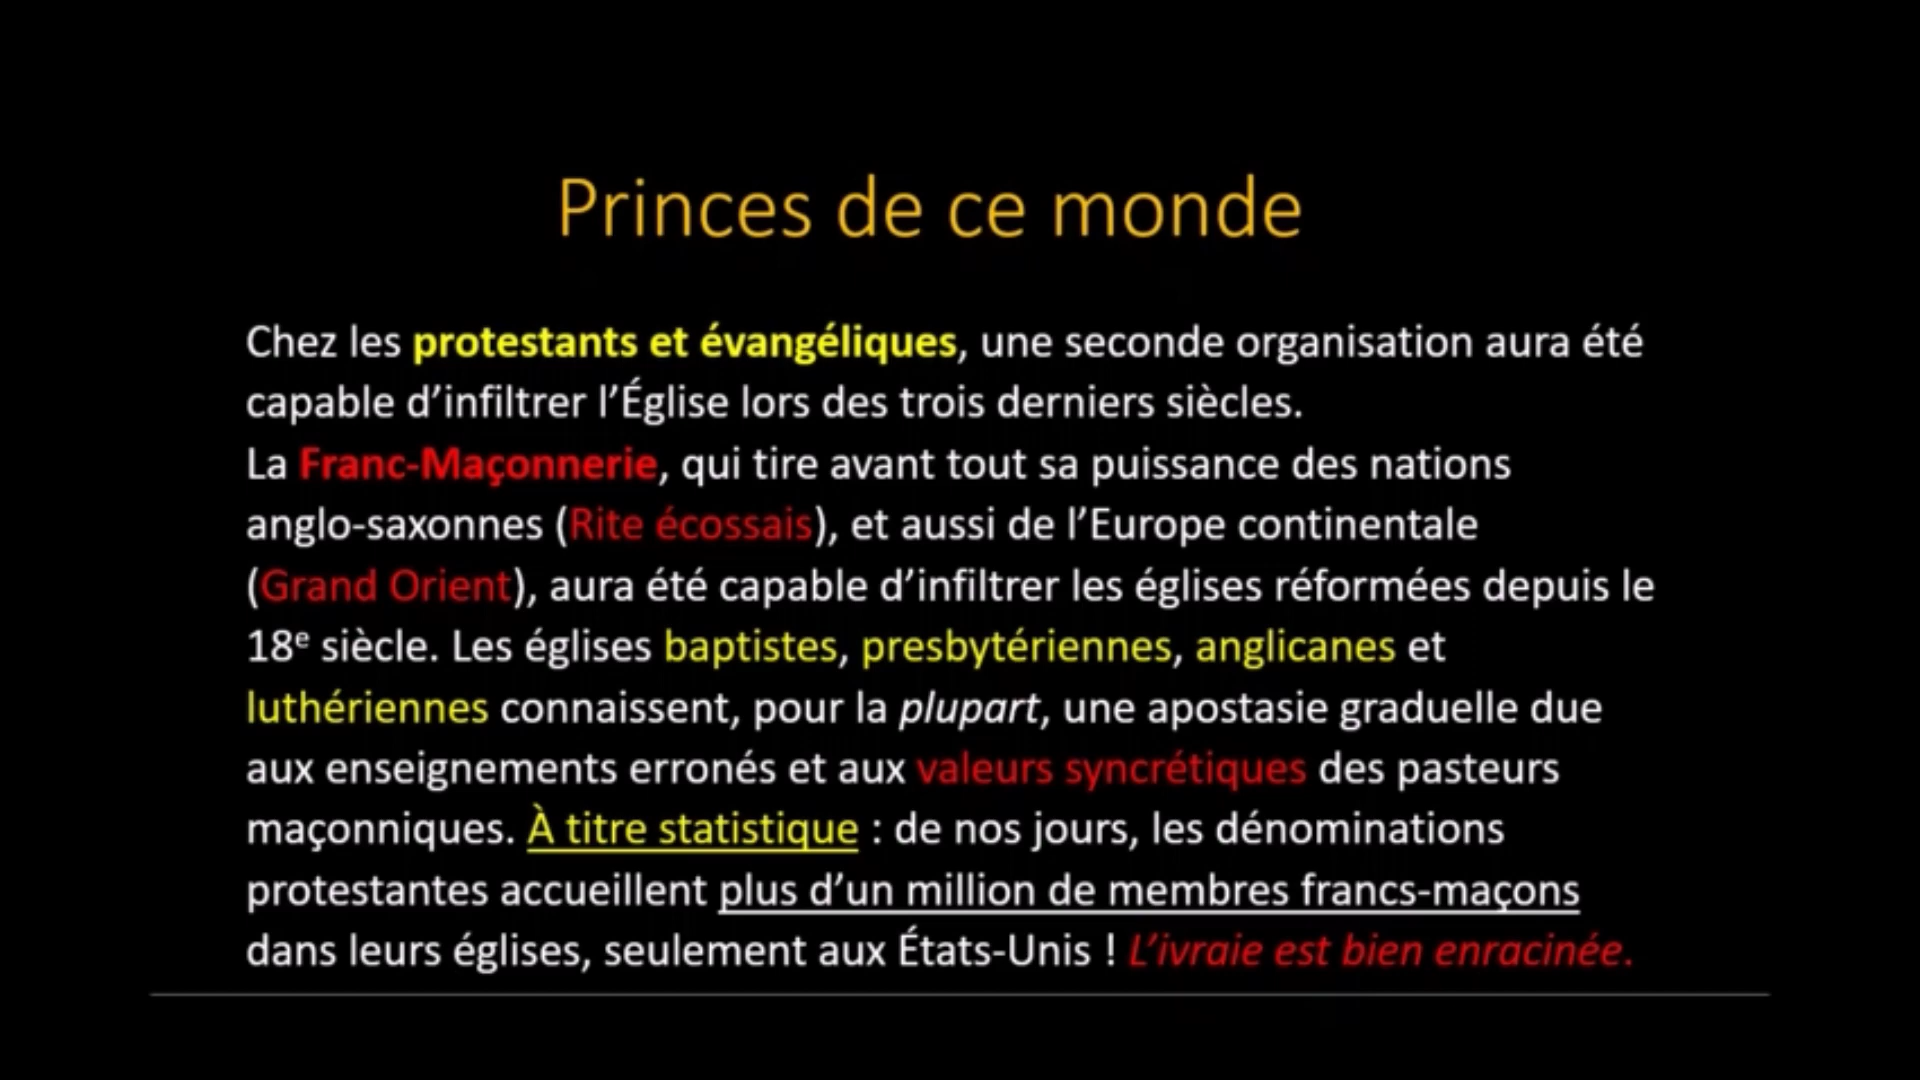 Princes de ce monde
Chez les protestants et évangéliques, une seconde organisation aura été
capable d’infiltrer l’Église lors des trois derniers siècles.
La Franc-Maçonnerie, qui tire avant tout sa puissance des nations
anglo-saxonnes (Rite écossais), et aussi de l’Europe continentale
(Grand Orient), aura été capable d’infiltrer les églises réformées depuis le
18ᵉ siècle. Les églises baptistes, presbytériennes, anglicanes et
luthériennes connaissent, pour la plupart, une apostasie graduelle due
aux enseignements erronés et aux valeurs syncrétiques des pasteurs
maçonniques. À titre statistique : de nos jours, les dénominations
protestantes accueillent plus d’un million de membres francs-maçons
dans leurs églises, seulement aux États-Unis ! L’ivraie est bien enracinée.